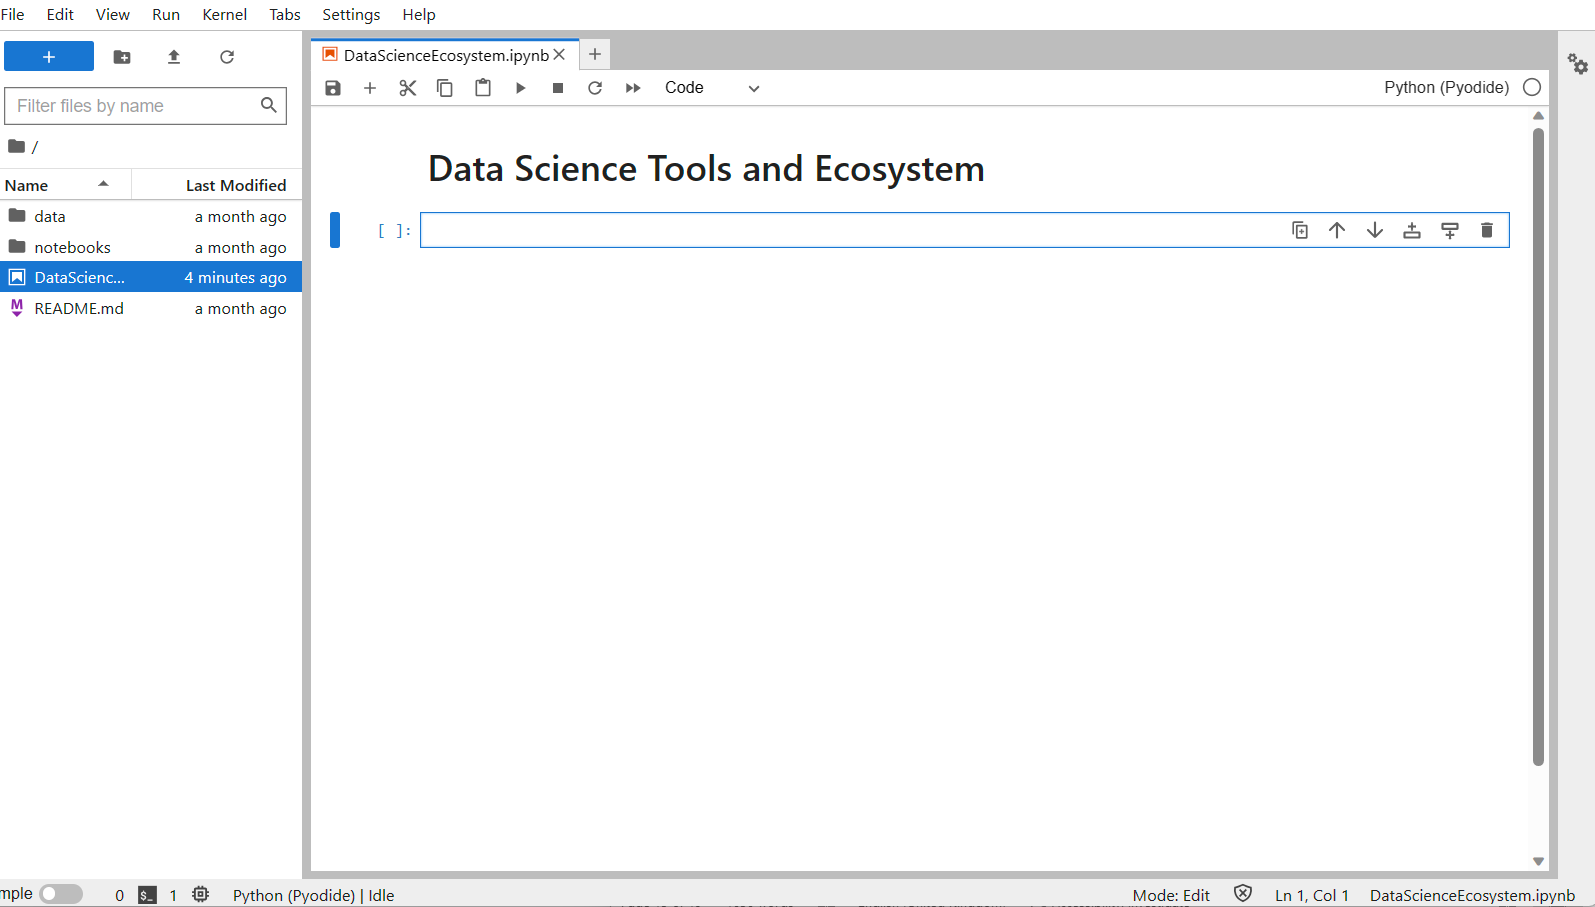 File Edit View Run Kernel Tabs Settings Help
DataScienceEcosystem.ipynb
Filter files by name
Code
Python (Pyodide)
/
Name Last Modified
data a month ago
notebooks a month ago
DataScienc... 4 minutes ago
README.md a month ago
Data Science Tools and Ecosystem
[ ]:
mple 0 1 Python (Pyodide) | Idle Mode: Edit Ln 1, Col 1 DataScienceEcosystem.ipynb